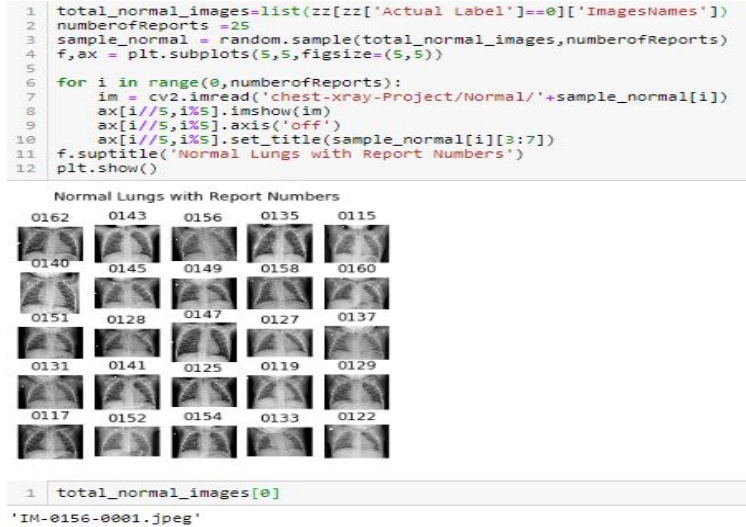 1 total_normal_images=list(zz[zz['Actual Label']==0]['ImagesNames'])
2 numberofReports =25
3 sample_normal = random.sample(total_normal_images,numberofReports)
4 f,ax = plt.subplots(5,5,figsize=(5,5))
5
6 for i in range(0,numberofReports):
7 im = cv2.imread('chest-xray-Project/Normal/'+sample_normal[i])
8 ax[i//5,i%5].imshow(im)
9 ax[i//5,i%5].axis('off')
10 ax[i//5,i%5].set_title(sample_normal[i][3:7])
11 f.suptitle('Normal Lungs with Report Numbers')
12 plt.show()
Normal Lungs with Report Numbers
0162 0143 0156 0135 0115
0140 0145 0149 0158 0160
0151 0128 0147 0127 0137
0131 0141 0125 0119 0129
0117 0152 0154 0133 0122
1 total_normal_images[0]
'IM-0156-0001.jpeg'